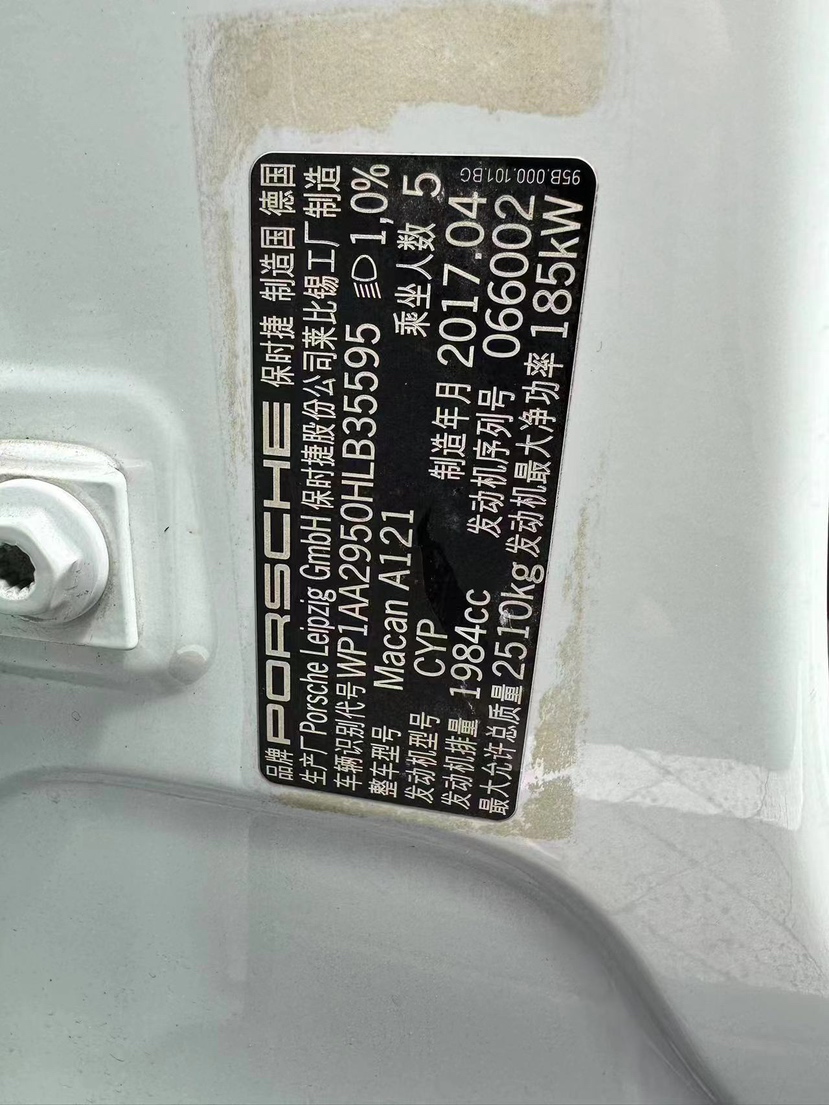 品牌 PORSCHE 保时捷 制造国 德国
生产厂 Porsche Leipzig GmbH 保时捷股份公司莱比锡工厂 制造
车辆识别代号 WP1AA2950HLB35595 1,0%
整车型号 Macan A121 乘坐人数 5
发动机型号 CYP 制造年月 2017.04
发动机排量 1984cc 发动机序列号 066002
最大允许总质量 2510kg 发动机最大净功率 185kW
95B.000.101.BG